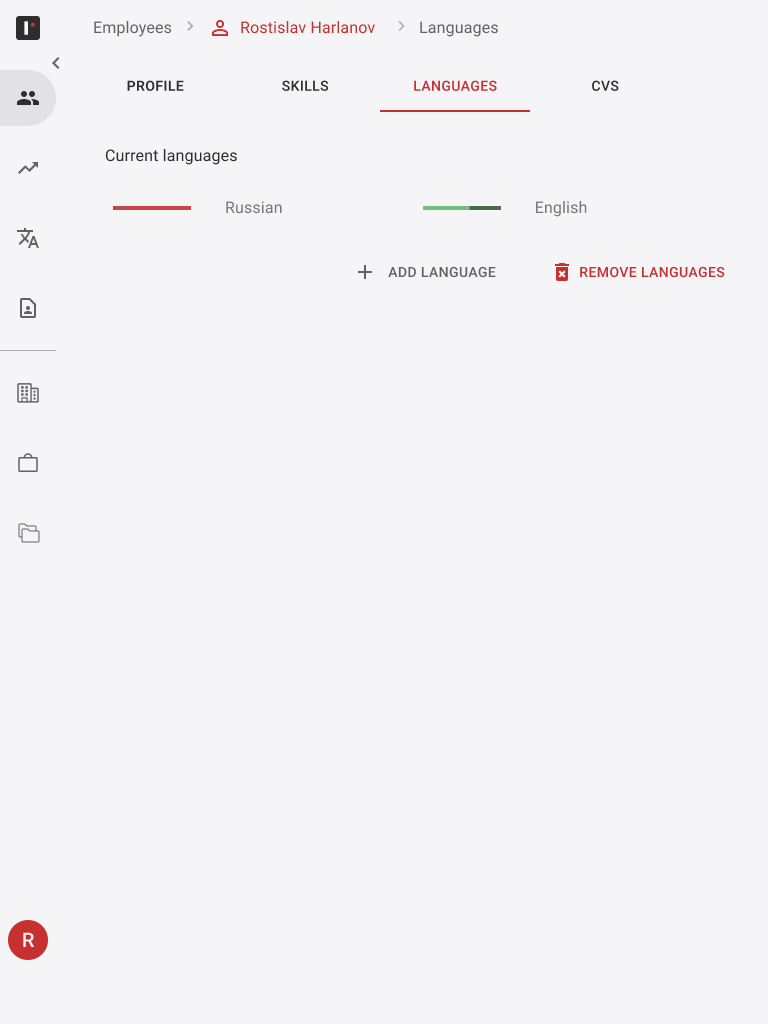 Employees Rostislav Harlanov Languages
PROFILE SKILLS LANGUAGES CVS
Current languages
Russian English
ADD LANGUAGE REMOVE LANGUAGES
R